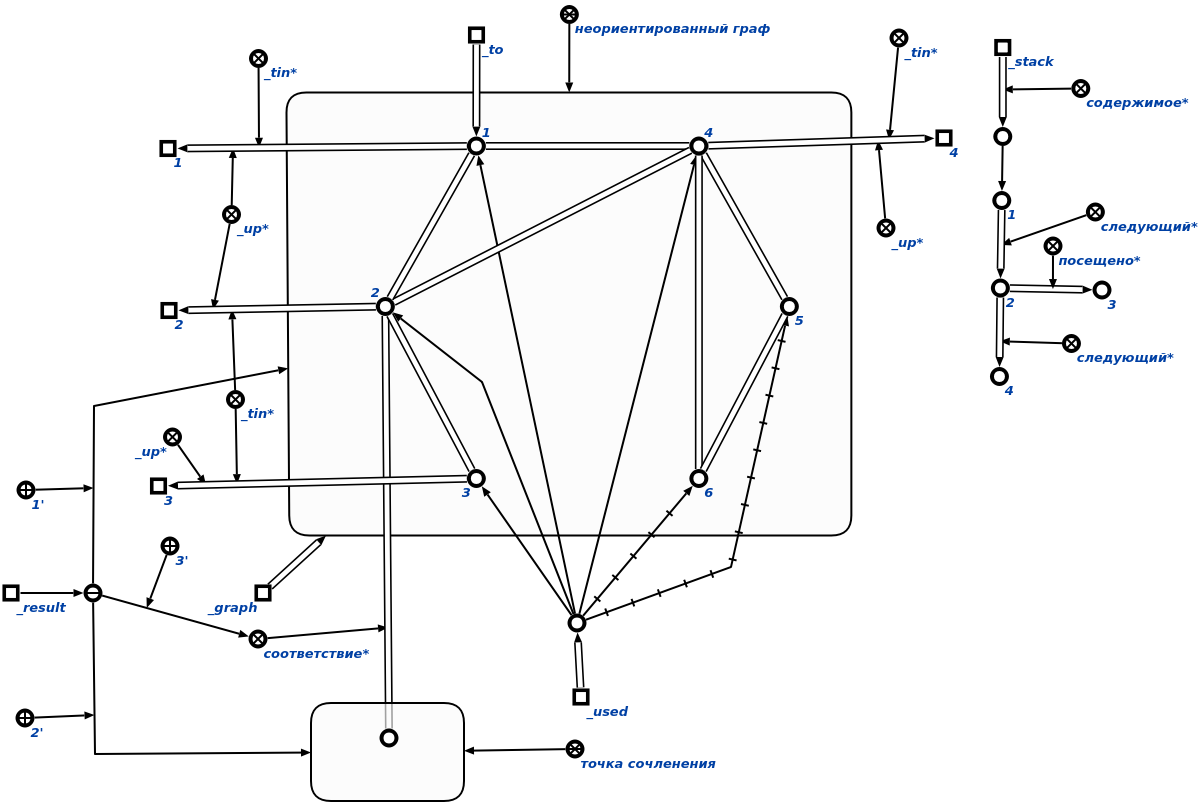 неориентированный граф
_to
_tin*
_tin*
_stack
содержимое*
1
4
1
4
1
_up*
_up*
следующий*
посещено*
2
2
5
2
3
следующий*
4
_tin*
_up*
3
3
6
1'
3'
_result
_graph
соответствие*
_used
2'
точка сочленения